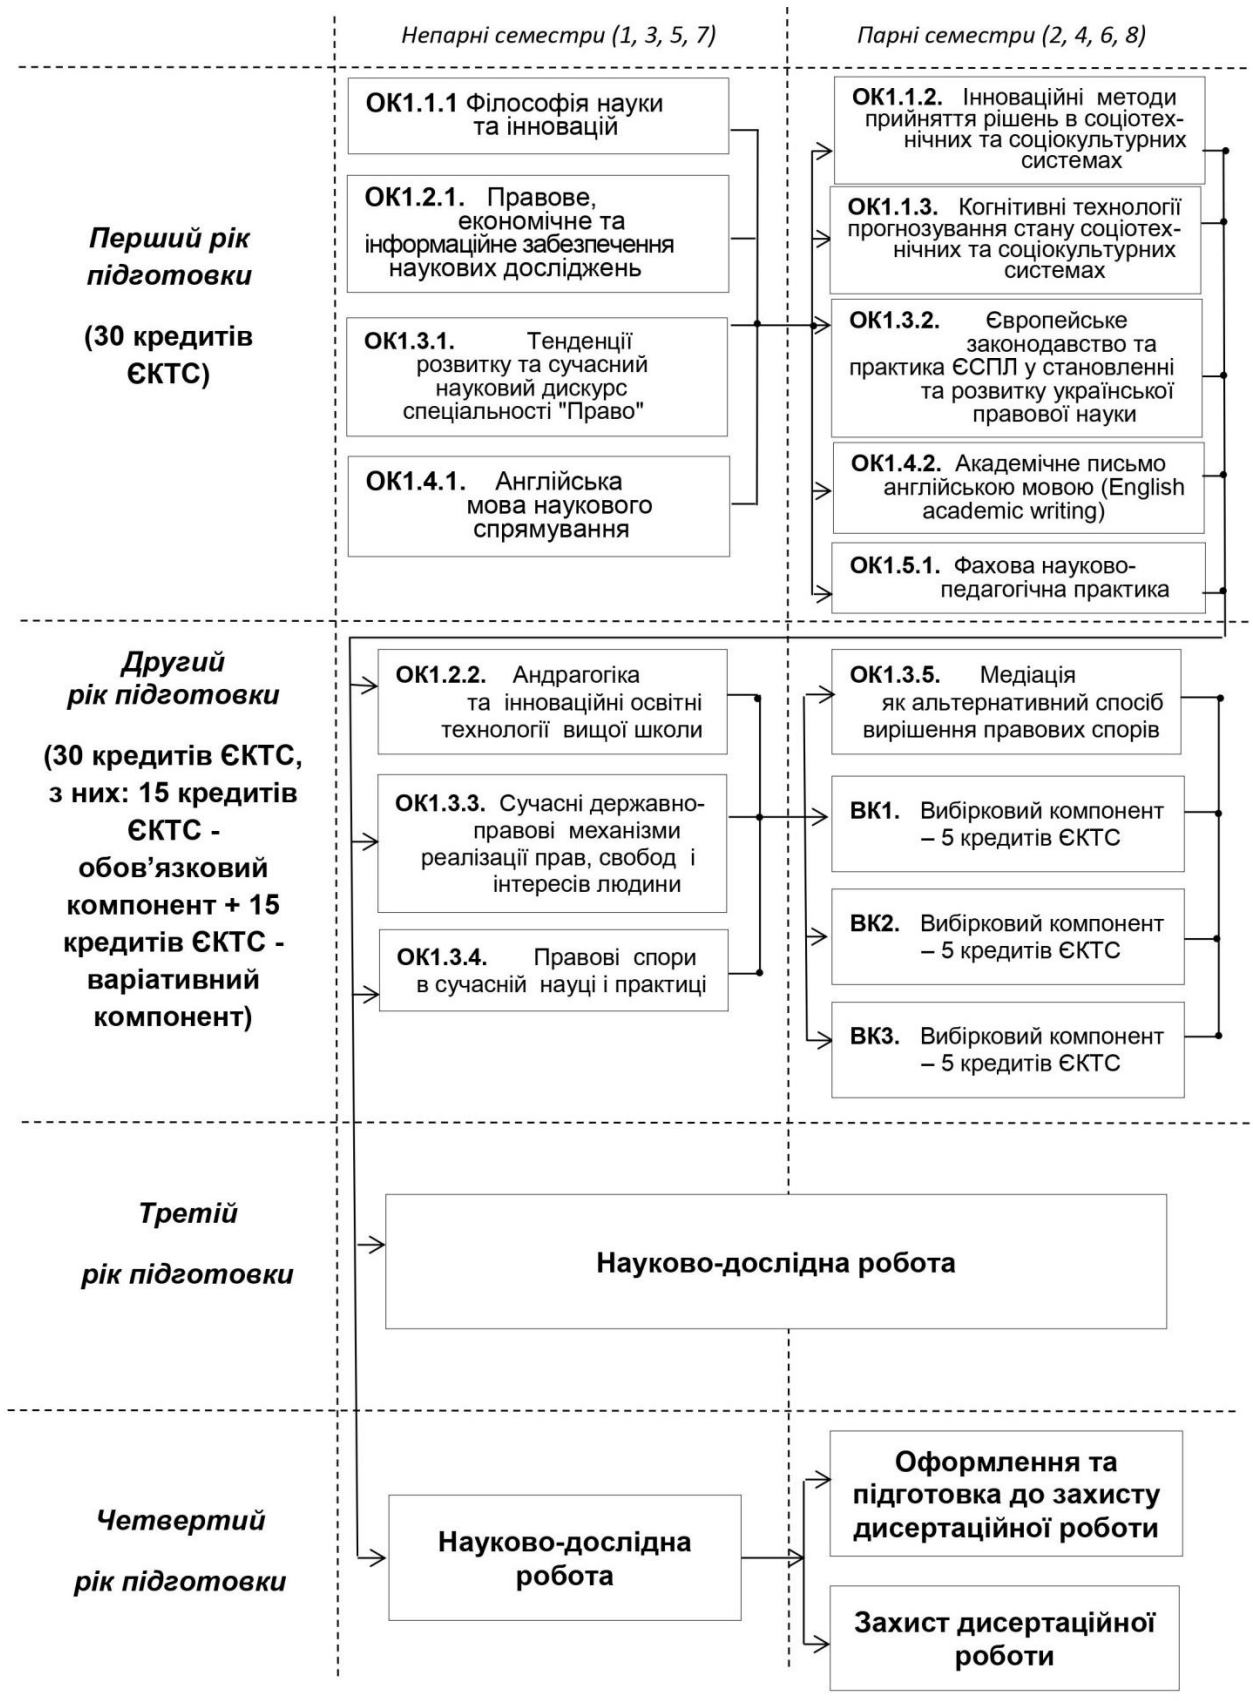 Непарні семестри (1, 3, 5, 7)
Парні семестри (2, 4, 6, 8)
Перший рік
підготовки
(30 кредитів
ЄКТС)
ОК1.1.1 Філософія науки
та інновацій
ОК1.2.1. Правове,
економічне та
інформаційне забезпечення
наукових досліджень
ОК1.3.1. Тенденції
розвитку та сучасний
науковий дискурс
спеціальності "Право"
ОК1.4.1. Англійська
мова наукового
спрямування
ОК1.1.2. Інноваційні методи
прийняття рішень в соціотех-
нічних та соціокультурних
системах
ОК1.1.3. Когнітивні технології
прогнозування стану соціотех-
нічних та соціокультурних
системах
ОК1.3.2. Європейське
законодавство та
практика ЄСПЛ у становленні
та розвитку української
правової науки
ОК1.4.2. Академічне письмо
англійською мовою (English
academic writing)
ОК1.5.1. Фахова науково-
педагогічна практика
Другий
рік підготовки
(30 кредитів ЄКТС,
з них: 15 кредитів
ЄКТС -
обов’язковий
компонент + 15
кредитів ЄКТС -
варіативний
компонент)
ОК1.2.2. Андрагогіка
та інноваційні освітні
технології вищої школи
ОК1.3.3. Сучасні державно-
правові механізми
реалізації прав, свобод і
інтересів людини
ОК1.3.4. Правові спори
в сучасній науці і практиці
ОК1.3.5. Медіація
як альтернативний спосіб
вирішення правових спорів
ВК1. Вибірковий компонент
– 5 кредитів ЄКТС
ВК2. Вибірковий компонент
– 5 кредитів ЄКТС
ВК3. Вибірковий компонент
– 5 кредитів ЄКТС
Третій
рік підготовки
Науково-дослідна робота
Четвертий
рік підготовки
Науково-дослідна
робота
Оформлення та
підготовка до захисту
дисертаційної роботи
Захист дисертаційної
роботи